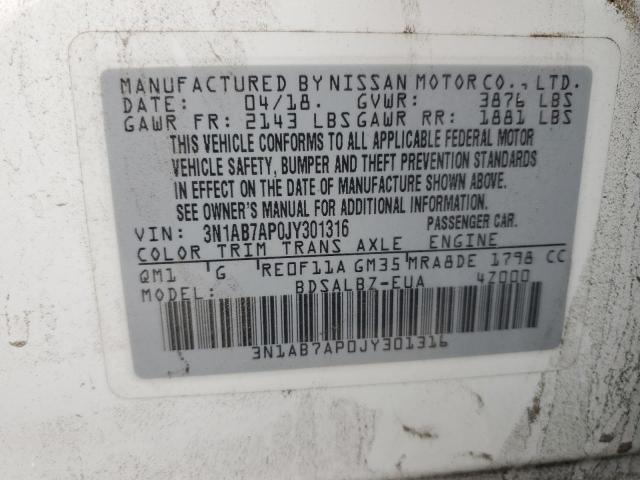 MANUFACTURED BY NISSAN MOTOR CO., LTD.
DATE: 04/18. GVWR: 3876 LBS
GAWR FR: 2143 LBS GAWR RR: 1881 LBS
THIS VEHICLE CONFORMS TO ALL APPLICABLE FEDERAL MOTOR
VEHICLE SAFETY, BUMPER AND THEFT PREVENTION STANDARDS
IN EFFECT ON THE DATE OF MANUFACTURE SHOWN ABOVE.
SEE OWNER'S MANUAL FOR ADDITIONAL INFORMATION.
VIN: 3N1AB7AP0JY301316 PASSENGER CAR.
COLOR TRIM TRANS AXLE ENGINE
QM1 G RE0F11A GM35 MRA8DE 1798 CC
MODEL: BDSALBZ-EUA 4Z000
3N1AB7AP0JY301316